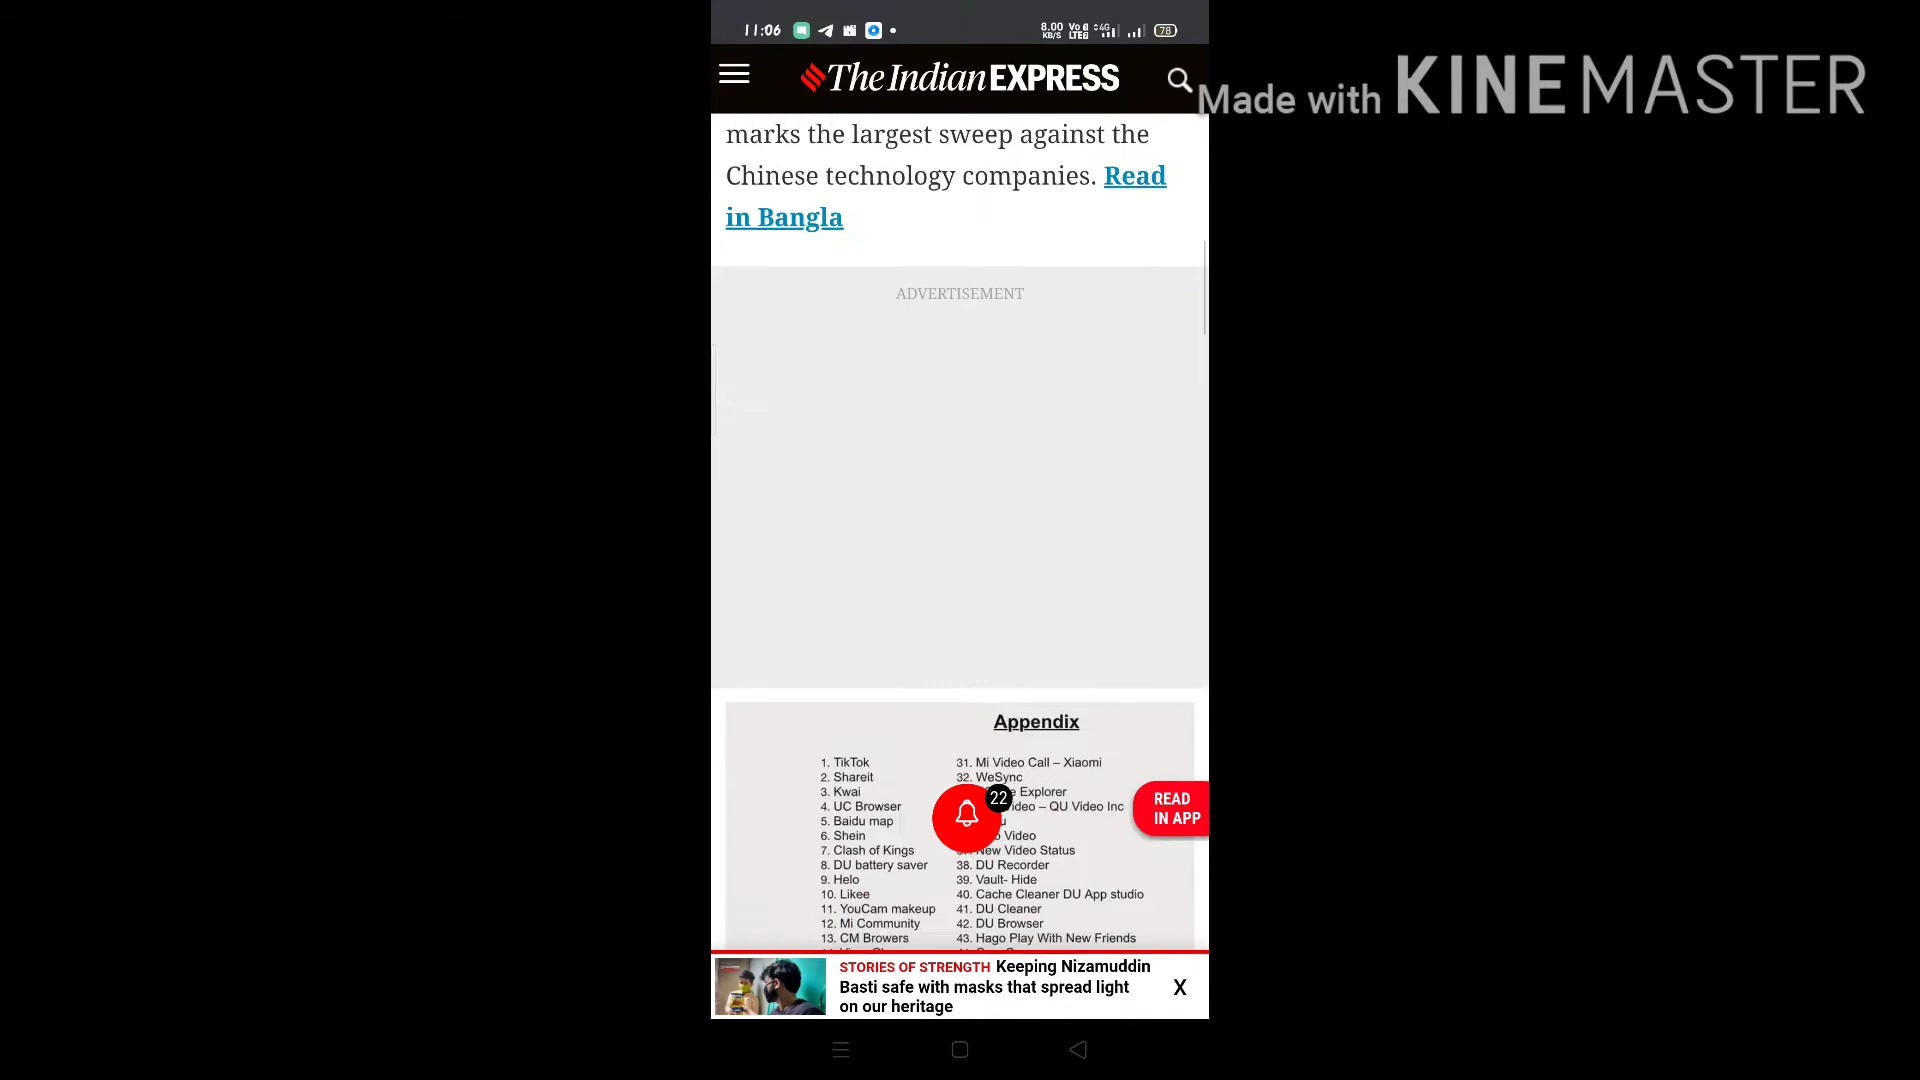 11:06
8.00 KB/S Vo LTE 4G 78
The Indian EXPRESS
Made with KINEMASTER
marks the largest sweep against the
Chinese technology companies. Read
in Bangla
ADVERTISEMENT
Appendix
1. TikTok
2. Shareit
3. Kwai
4. UC Browser
5. Baidu map
6. Shein
7. Clash of Kings
8. DU battery saver
9. Helo
10. Likee
11. YouCam makeup
12. Mi Community
13. CM Browers
31. Mi Video Call – Xiaomi
32. WeSync
Explorer
– QU Video Inc
Video
New Video Status
38. DU Recorder
39. Vault- Hide
40. Cache Cleaner DU App studio
41. DU Cleaner
42. DU Browser
43. Hago Play With New Friends
22
READ
IN APP
STORIES OF STRENGTH Keeping Nizamuddin
Basti safe with masks that spread light
on our heritage
X